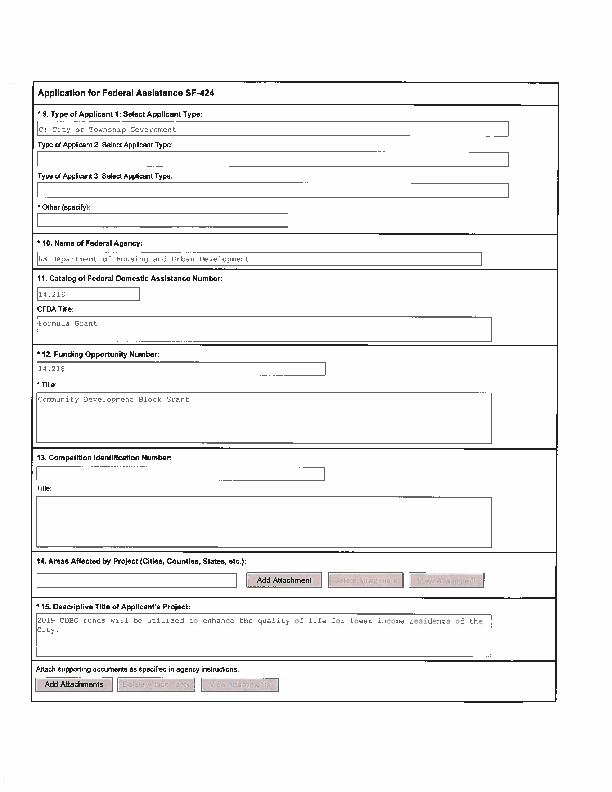 Application for Federal Assistance SF-424
* 9. Type of Applicant 1: Select Applicant Type:
C: City or Township Government
Type of Applicant 2: Select Applicant Type:
Type of Applicant 3: Select Applicant Type:
* Other (specify):
* 10. Name of Federal Agency:
US Department of Housing and Urban Development
11. Catalog of Federal Domestic Assistance Number:
14.218
CFDA Title:
Formula Grant
* 12. Funding Opportunity Number:
14.218
* Title:
Community Development Block Grant
13. Competition Identification Number:
Title:
14. Areas Affected by Project (Cities, Counties, States, etc.):
Add Attachment Delete Attachment View Attachment
* 15. Descriptive Title of Applicant's Project:
2019 CDBG funds will be utilized to enhance the quality of life for lower income residents of the
City.
Attach supporting documents as specified in agency instructions.
Add Attachments Delete Attachments View Attachments